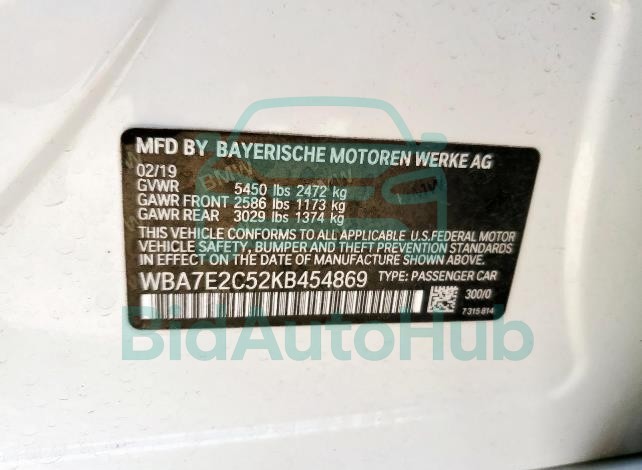 MFD BY BAYERISCHE MOTOREN WERKE AG
02/19
GVWR 5450 lbs 2472 kg
GAWR FRONT 2586 lbs 1173 kg
GAWR REAR 3029 lbs 1374 kg
THIS VEHICLE CONFORMS TO ALL APPLICABLE U.S.FEDERAL MOTOR
VEHICLE SAFETY, BUMPER AND THEFT PREVENTION STANDARDS
IN EFFECT ON THE DATE OF MANUFACTURE SHOWN ABOVE.
WBA7E2C52KB454869 TYPE: PASSENGER CAR
300/0
7315814
BidAutoHub
BMW
BMW
BMW